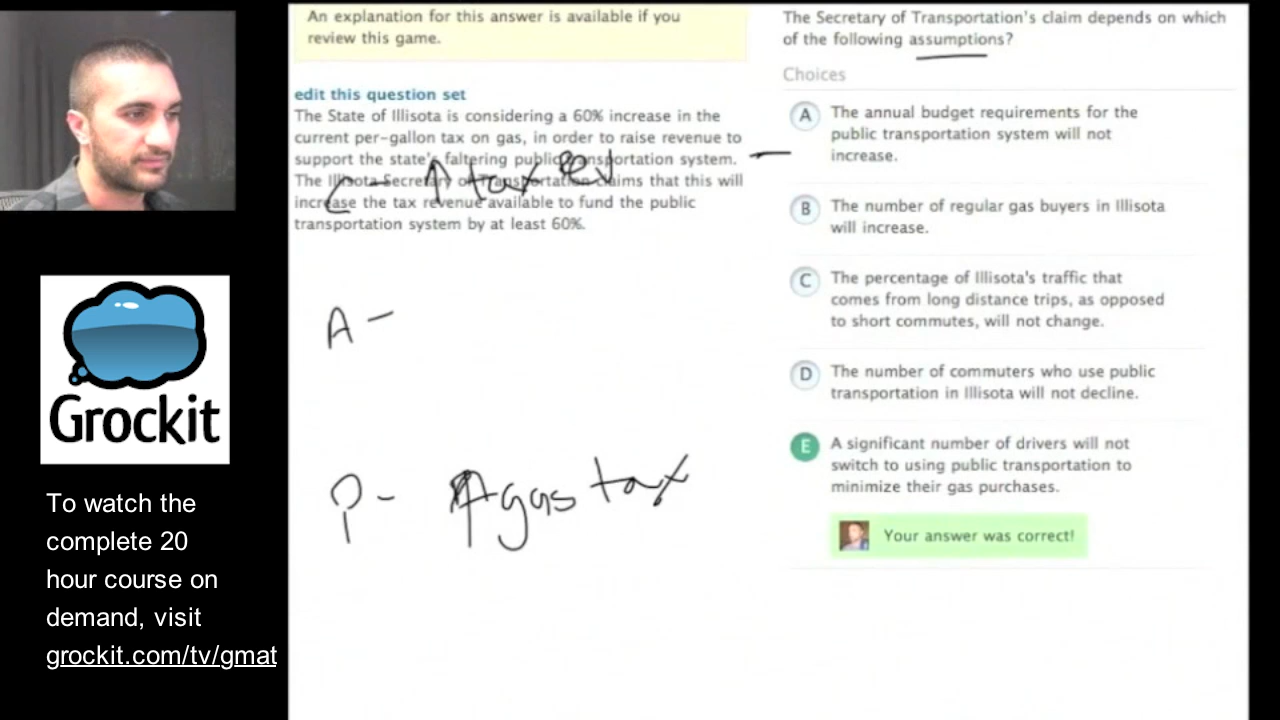 An explanation for this answer is available if you
review this game.
edit this question set
The State of Illisota is considering a 60% increase in the
current per-gallon tax on gas, in order to raise revenue to
support the state's faltering public transportation system.
The Illisota Secretary of Transportation claims that this will
increase the tax revenue available to fund the public
transportation system by at least 60%.
C - ↑ tax rev
A -
P - ↑ gas tax
The Secretary of Transportation's claim depends on which
of the following assumptions?
Choices
A The annual budget requirements for the
public transportation system will not
increase.
B The number of regular gas buyers in Illisota
will increase.
C The percentage of Illisota's traffic that
comes from long distance trips, as opposed
to short commutes, will not change.
D The number of commuters who use public
transportation in Illisota will not decline.
E A significant number of drivers will not
switch to using public transportation to
minimize their gas purchases.
Your answer was correct!
Grockit
To watch the
complete 20
hour course on
demand, visit
grockit.com/tv/gmat